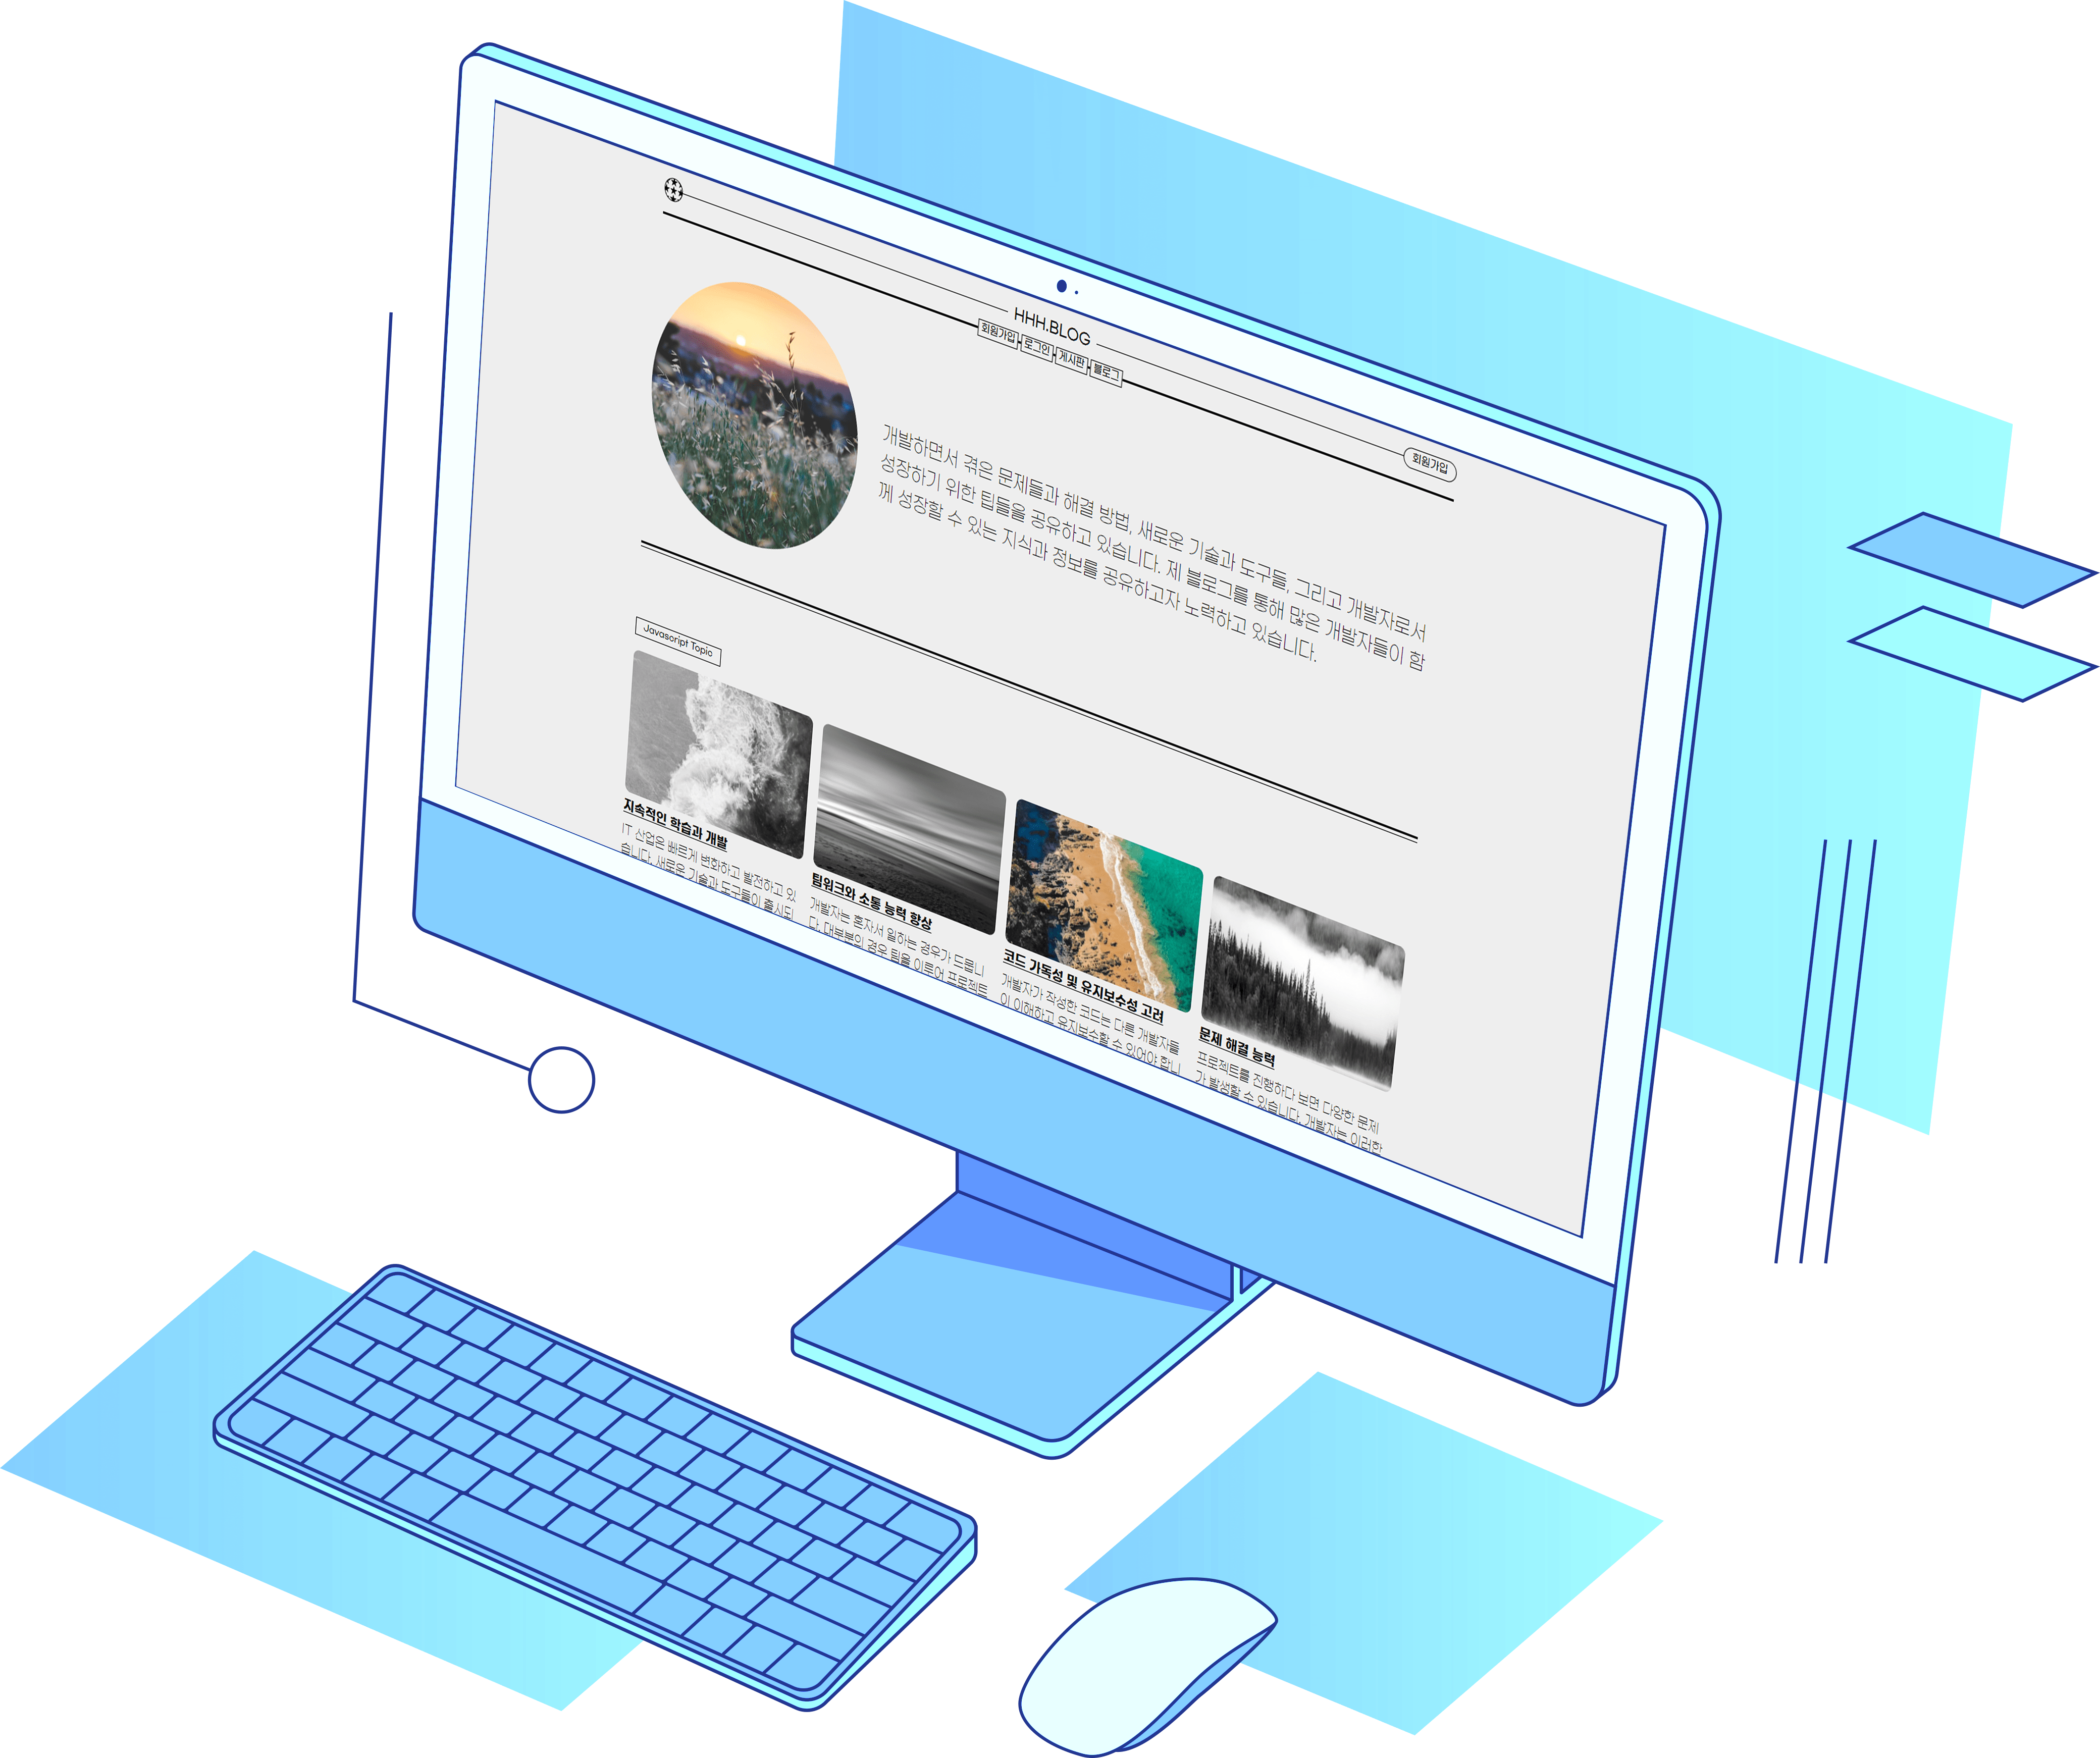 HHH.BLOG
회원가입
회원가입 로그인 게시판 블로그
개발하면서 겪은 문제들과 해결 방법, 새로운 기술과 도구들, 그리고 개발자로서
성장하기 위한 팁들을 공유하고 있습니다. 제 블로그를 통해 많은 개발자들이 함
께 성장할 수 있는 지식과 정보를 공유하고자 노력하고 있습니다.
Javascript Topic
지속적인 학습과 개발
IT 산업은 빠르게 변화하고 발전하고 있
습니다. 새로운 기술과 도구들이 출시되
팀워크와 소통 능력 향상
개발자는 혼자서 일하는 경우가 드뭅니
다. 대부분의 경우 팀을 이루어 프로젝트
코드 가독성 및 유지보수성 고려
개발자가 작성한 코드는 다른 개발자들
이 이해하고 유지보수할 수 있어야 합니
문제 해결 능력
프로젝트를 진행하다 보면 다양한 문제
가 발생할 수 있습니다. 개발자는 이러한